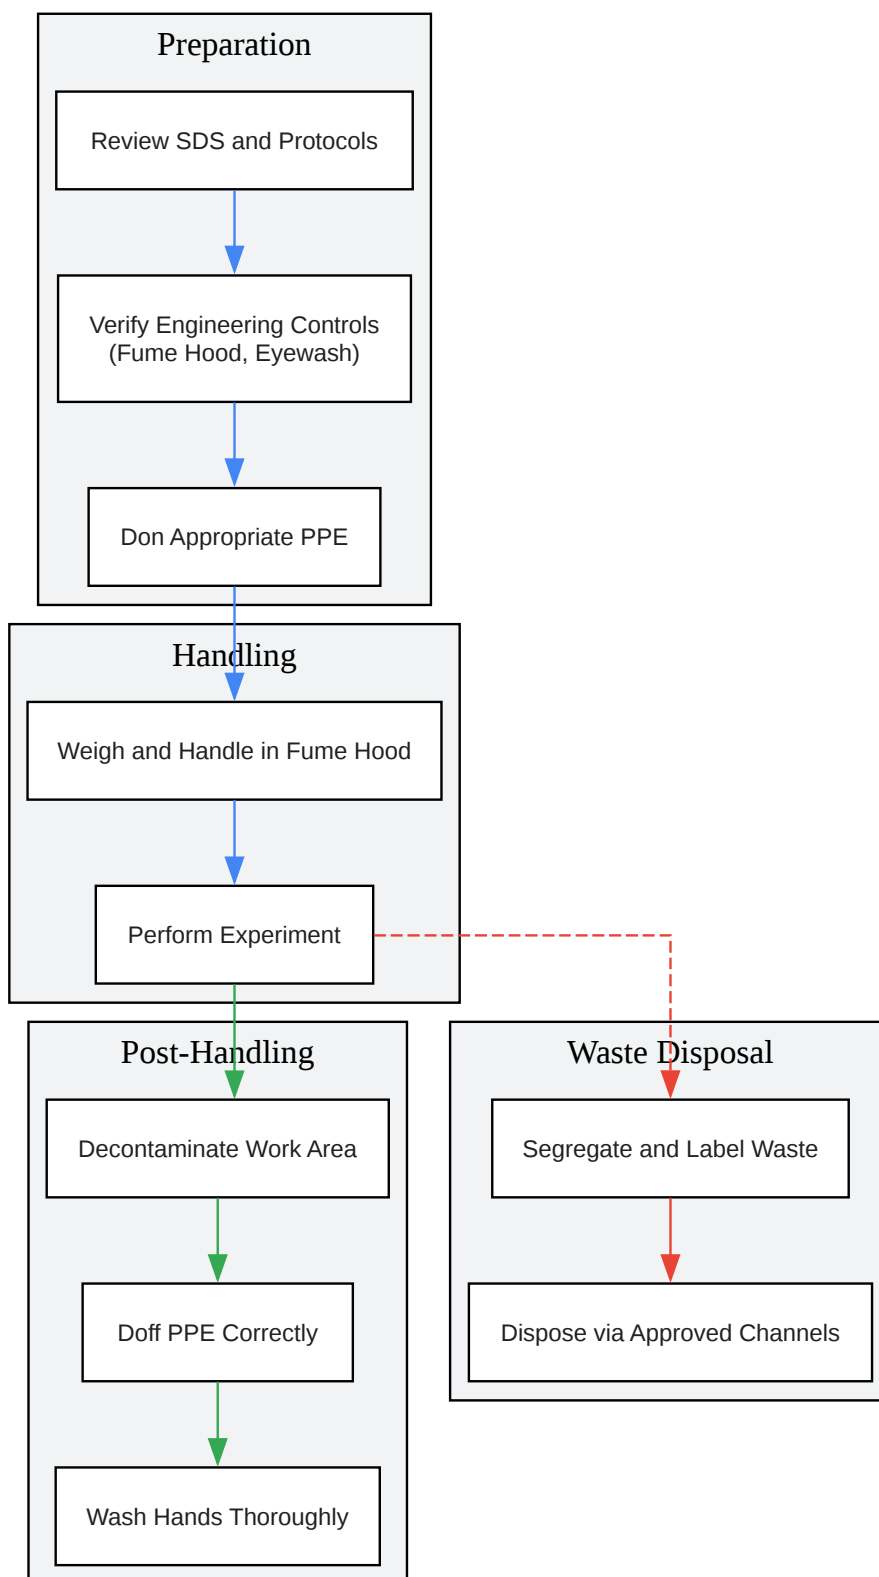 Preparation
Review SDS and Protocols
Verify Engineering Controls
(Fume Hood, Eyewash)
Don Appropriate PPE
Handling
Weigh and Handle in Fume Hood
Perform Experiment
Post-Handling
Decontaminate Work Area
Doff PPE Correctly
Wash Hands Thoroughly
Waste Disposal
Segregate and Label Waste
Dispose via Approved Channels